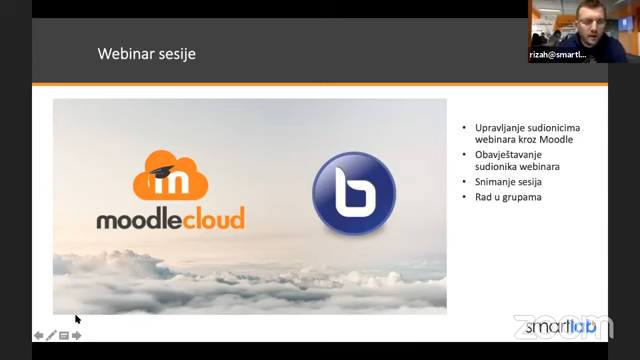 Webinar sesije
rizah@smartl...
moodlecloud
b
• Upravljanje sudionicima
webinara kroz Moodle
• Obavještavanje
sudionika webinara
• Snimanje sesija
• Rad u grupama
smartlab
zoom